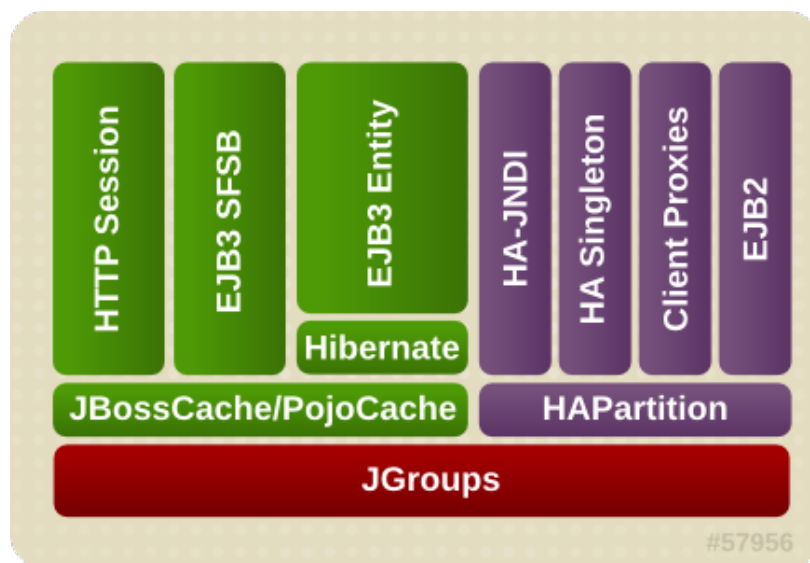 HTTP Session
EJB3 SFSB
EJB3 Entity
HA-JNDI
HA Singleton
Client Proxies
EJB2
Hibernate
JBossCache/PojoCache
HAPartition
JGroups
#57956